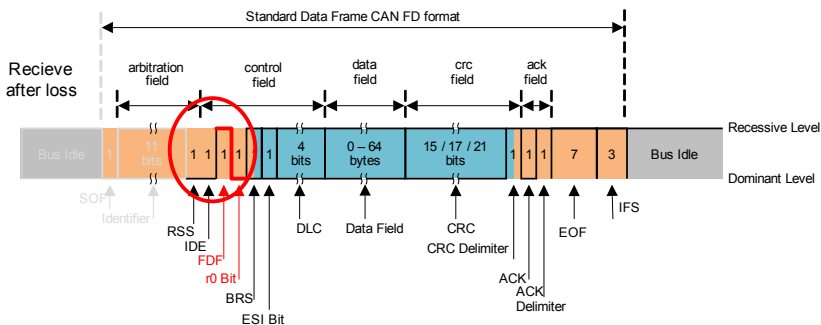 Standard Data Frame CAN FD format
Recieve
after loss
arbitration
field
control
field
data
field
crc
field
ack
field
Recessive Level
Bus Idle
1
11
bits
1
1
1
1
1
1
4
bits
0 – 64
bytes
15 / 17 / 21
bits
1
1
1
7
3
Bus Idle
Dominant Level
SOF
Identifier
RSS
IDE
FDF
r0 Bit
BRS
ESI Bit
DLC
Data Field
CRC
CRC Delimiter
ACK
ACK
Delimiter
EOF
IFS